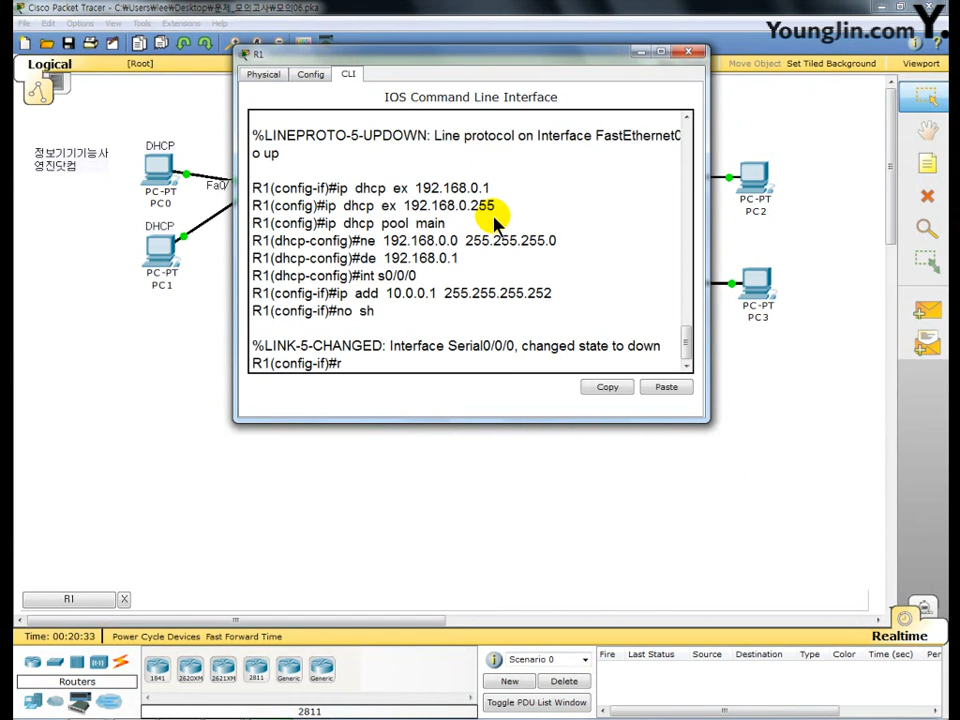 Cisco Packet Tracer - C:\Users\lee\Desktop\문제_모의고사\모의06.pka
File Edit Options View Tools Extensions Help
YoungJin.com Y.
Logical
[Root]
Move Object
Set Tiled Background
Viewport
R1
Physical
Config
CLI
IOS Command Line Interface
%LINEPROTO-5-UPDOWN: Line protocol on Interface FastEthernet0
o up
R1(config-if)#ip dhcp ex 192.168.0.1
R1(config)#ip dhcp ex 192.168.0.255
R1(config)#ip dhcp pool main
R1(dhcp-config)#ne 192.168.0.0 255.255.255.0
R1(dhcp-config)#de 192.168.0.1
R1(dhcp-config)#int s0/0/0
R1(config-if)#ip add 10.0.0.1 255.255.255.252
R1(config-if)#no sh
%LINK-5-CHANGED: Interface Serial0/0/0, changed state to down
R1(config-if)#r
Copy
Paste
정보기기기능사
영진닷컴
DHCP
PC-PT
PC0
Fa0/
DHCP
PC-PT
PC1
PC-PT
PC2
PC-PT
PC3
R1
X
Time: 00:20:33
Power Cycle Devices
Fast Forward Time
Realtime
Routers
1841
2620XM
2621XM
2811
Generic
Generic
2811
Scenario 0
New
Delete
Toggle PDU List Window
Fire
Last Status
Source
Destination
Type
Color
Time (sec)
Per